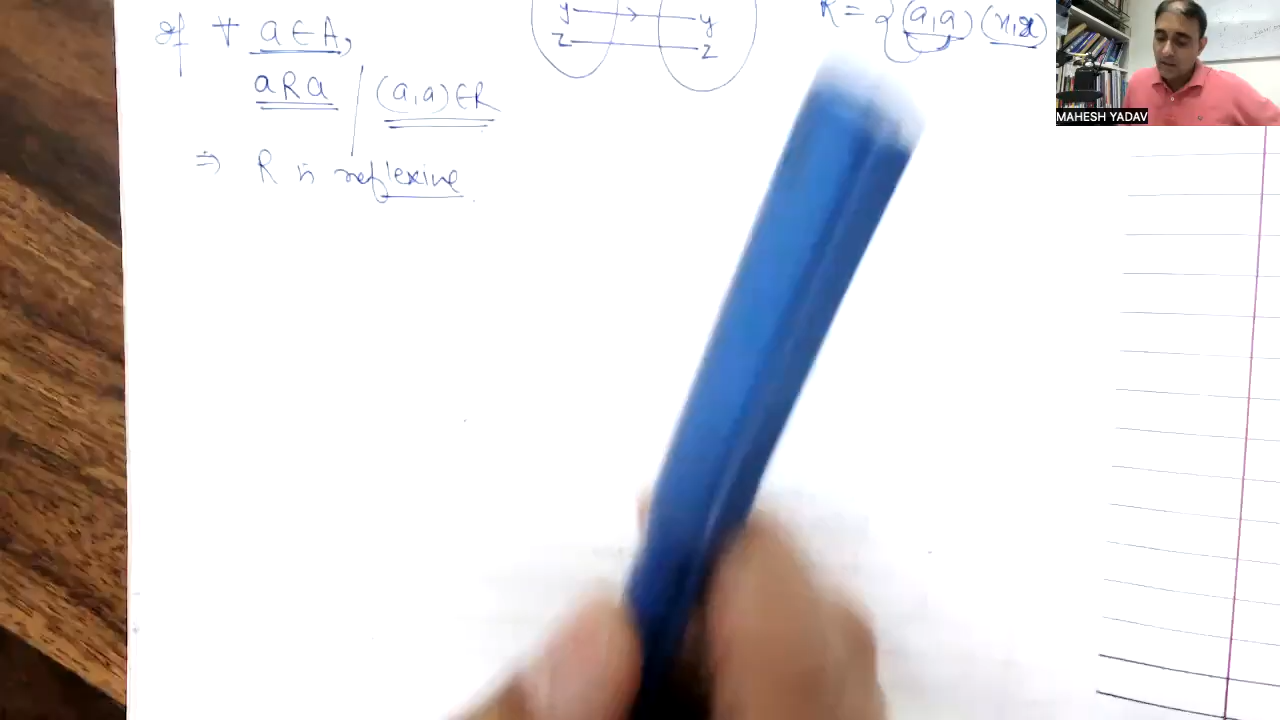 If ∀ a ∈ A,
aRa / (a,a) ∈ R
⇒ R is reflexive
y y
z z
R = { (a,a) (x,x)
MAHESH YADAV